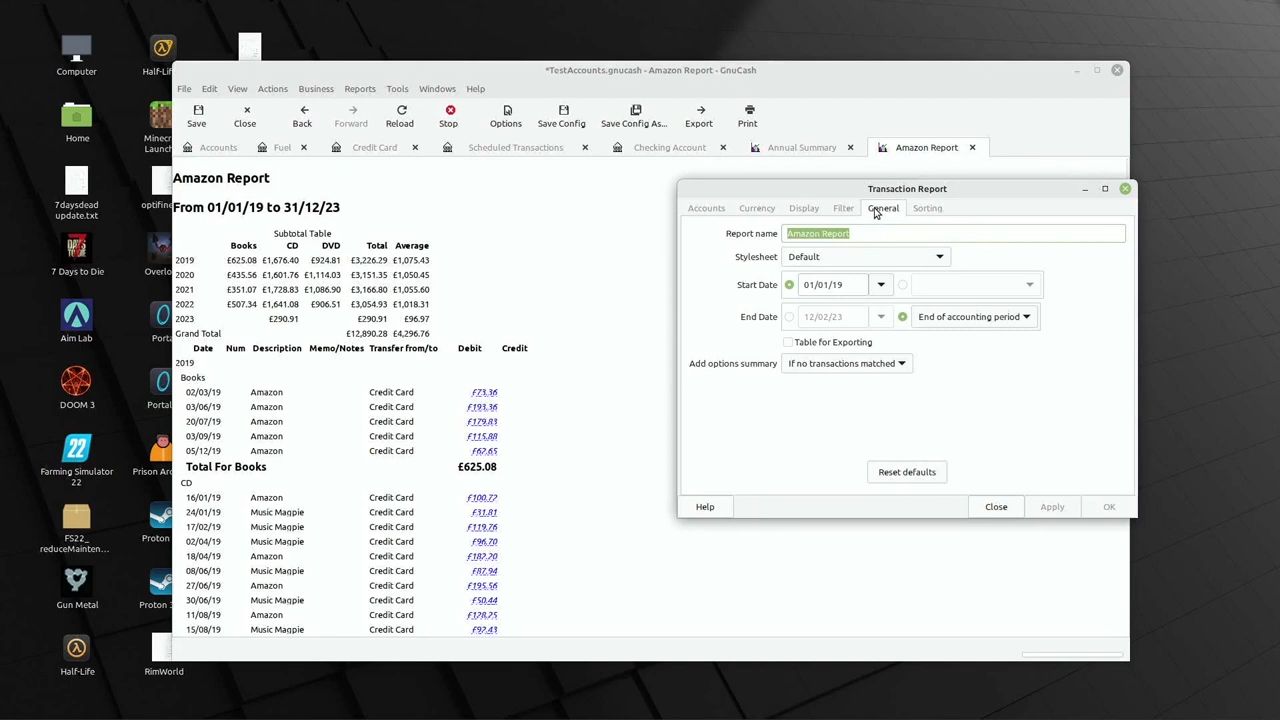 Computer
Half-Life
Home
Minecraft
Launcher
7daysdead
update.txt
optifine
7 Days to Die
Overlo
Aim Lab
Portal
DOOM 3
Portal
Farming Simulator
22
Prison Arc
FS22_
reduceMainten...
Proton
Gun Metal
Proton
Half-Life
RimWorld
*TestAccounts.gnucash - Amazon Report - GnuCash
File Edit View Actions Business Reports Tools Windows Help
Save Close Back Forward Reload Stop Options Save Config Save Config As... Export Print
Accounts Fuel Credit Card Scheduled Transactions Checking Account Annual Summary Amazon Report
Amazon Report
From 01/01/19 to 31/12/23
Subtotal Table
Books CD DVD Total Average
2019 £625.08 £1,676.40 £924.81 £3,226.29 £1,075.43
2020 £435.56 £1,601.76 £1,114.03 £3,151.35 £1,050.45
2021 £351.07 £1,728.83 £1,086.90 £3,166.80 £1,055.60
2022 £507.34 £1,641.08 £906.51 £3,054.93 £1,018.31
2023 £290.91 £290.91 £96.97
Grand Total £12,890.28 £4,296.76
Date Num Description Memo/Notes Transfer from/to Debit Credit
2019
Books
02/03/19 Amazon Credit Card £73.36
03/06/19 Amazon Credit Card £193.36
20/07/19 Amazon Credit Card £179.83
03/09/19 Amazon Credit Card £115.88
05/12/19 Amazon Credit Card £62.65
Total For Books £625.08
CD
16/01/19 Amazon Credit Card £100.72
24/01/19 Music Magpie Credit Card £31.81
17/02/19 Music Magpie Credit Card £119.76
02/04/19 Music Magpie Credit Card £96.70
18/04/19 Amazon Credit Card £182.20
08/06/19 Music Magpie Credit Card £87.94
27/06/19 Amazon Credit Card £195.56
30/06/19 Music Magpie Credit Card £50.44
11/08/19 Amazon Credit Card £128.25
15/08/19 Music Magpie Credit Card £92.43
Transaction Report
Accounts Currency Display Filter General Sorting
Report name Amazon Report
Stylesheet Default
Start Date 01/01/19
End Date 12/02/23 End of accounting period
Table for Exporting
Add options summary If no transactions matched
Reset defaults
Help Close Apply OK